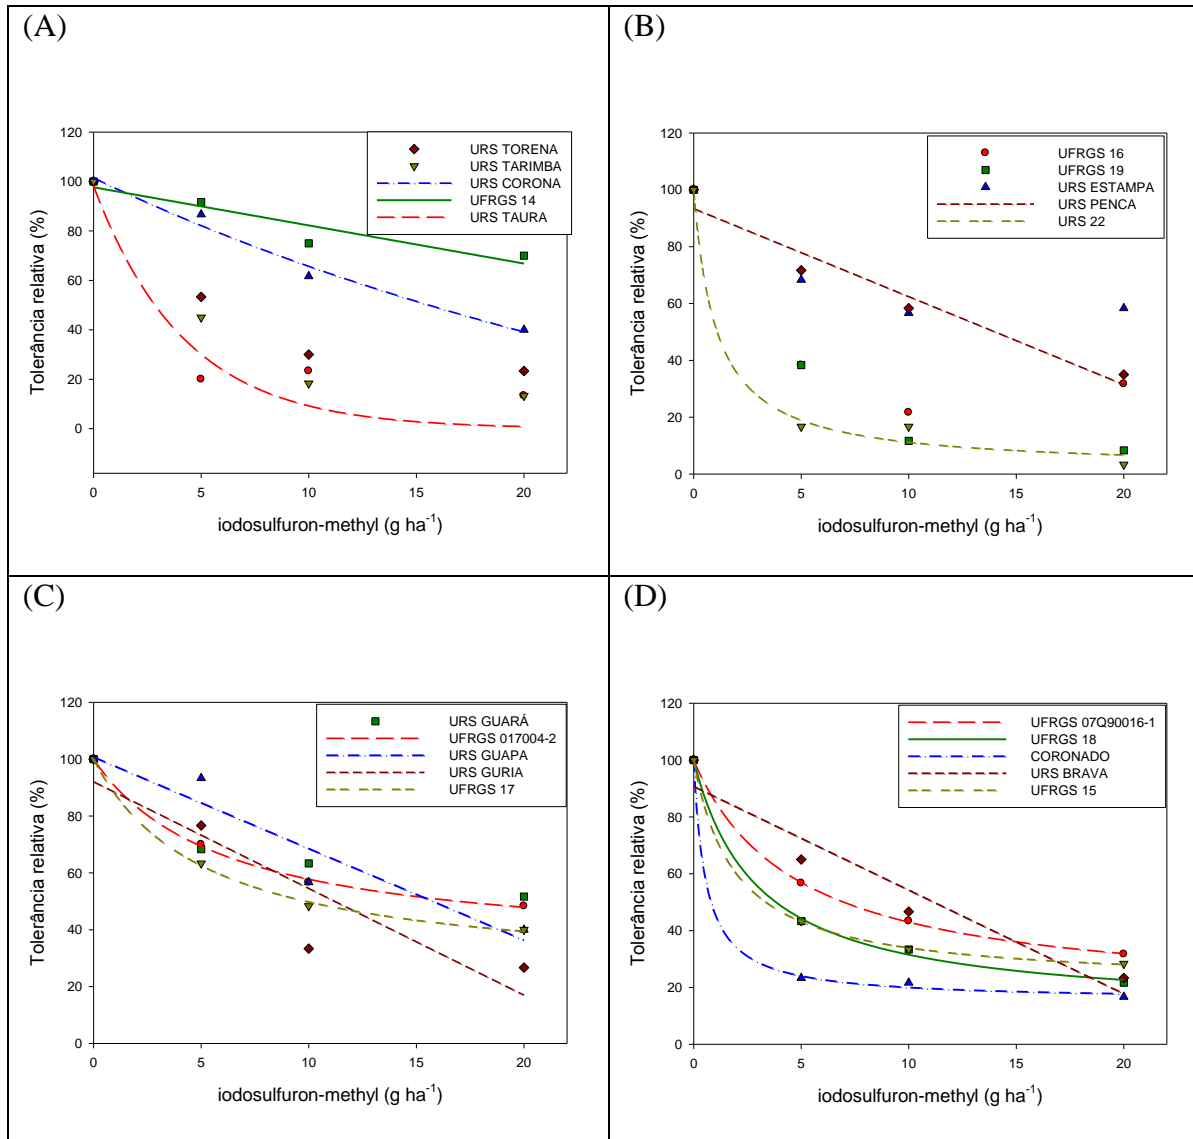 (A)
120
100
80
60
40
20
0
Tolerância relativa (%)
URS TORENA
URS TARIMBA
URS CORONA
UFRGS 14
URS TAURA
0 5 10 15 20
iodosulfuron-methyl (g ha⁻¹)
(B)
120
100
80
60
40
20
0
Tolerância relativa (%)
UFRGS 16
UFRGS 19
URS ESTAMPA
URS PENCA
URS 22
0 5 10 15 20
iodosulfuron-methyl (g ha⁻¹)
(C)
120
100
80
60
40
20
0
Tolerância relativa (%)
URS GUARÁ
UFRGS 017004-2
URS GUAPA
URS GURIA
UFRGS 17
0 5 10 15 20
iodosulfuron-methyl (g ha⁻¹)
(D)
120
100
80
60
40
20
0
Tolerância relativa (%)
UFRGS 07Q90016-1
UFRGS 18
CORONADO
URS BRAVA
UFRGS 15
0 5 10 15 20
iodosulfuron-methyl (g ha⁻¹)